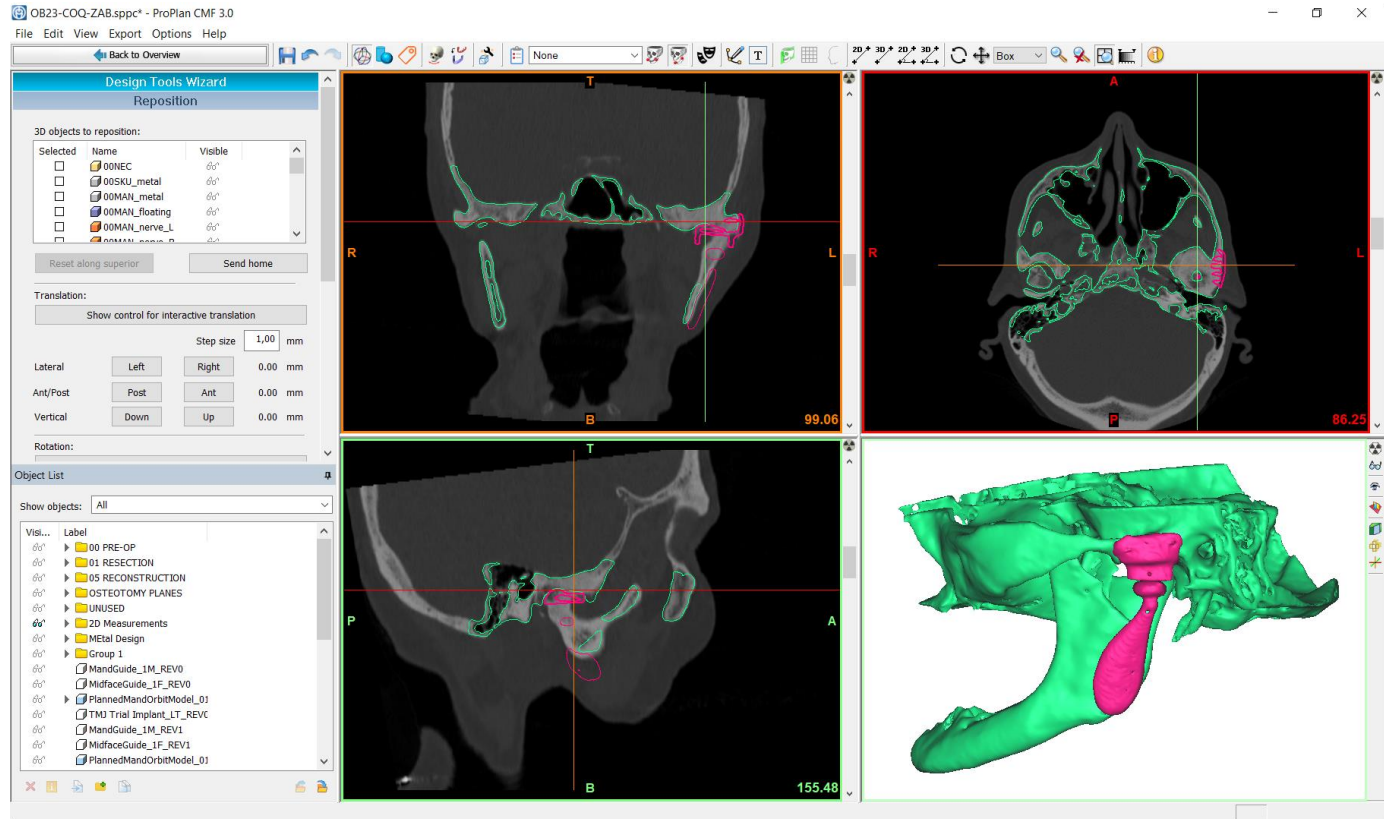 OB23-COQ-ZAB.sppc* - ProPlan CMF 3.0
File Edit View Export Options Help
Back to Overview
None
T
2D 3D 2D 3D
Box
Design Tools Wizard
Reposition
3D objects to reposition:
Selected Name Visible
00NEC
00SKU_metal
00MAN_metal
00MAN_floating
00MAN_nerve_L
Reset along superior Send home
Translation:
Show control for interactive translation
Step size 1,00 mm
Lateral Left Right 0.00 mm
Ant/Post Post Ant 0.00 mm
Vertical Down Up 0.00 mm
Rotation:
Object List
Show objects: All
Visi... Label
00 PRE-OP
01 RESECTION
05 RECONSTRUCTION
OSTEOTOMY PLANES
UNUSED
2D Measurements
MEtal Design
Group 1
MandGuide_1M_REV0
MidfaceGuide_1F_REV0
PlannedMandOrbitModel_01
TMJ Trial Implant_LT_REVC
MandGuide_1M_REV1
MidfaceGuide_1F_REV1
PlannedMandOrbitModel_01
T
R L
B 99.06
A
R L
P 86.25
T
P A
B 155.48